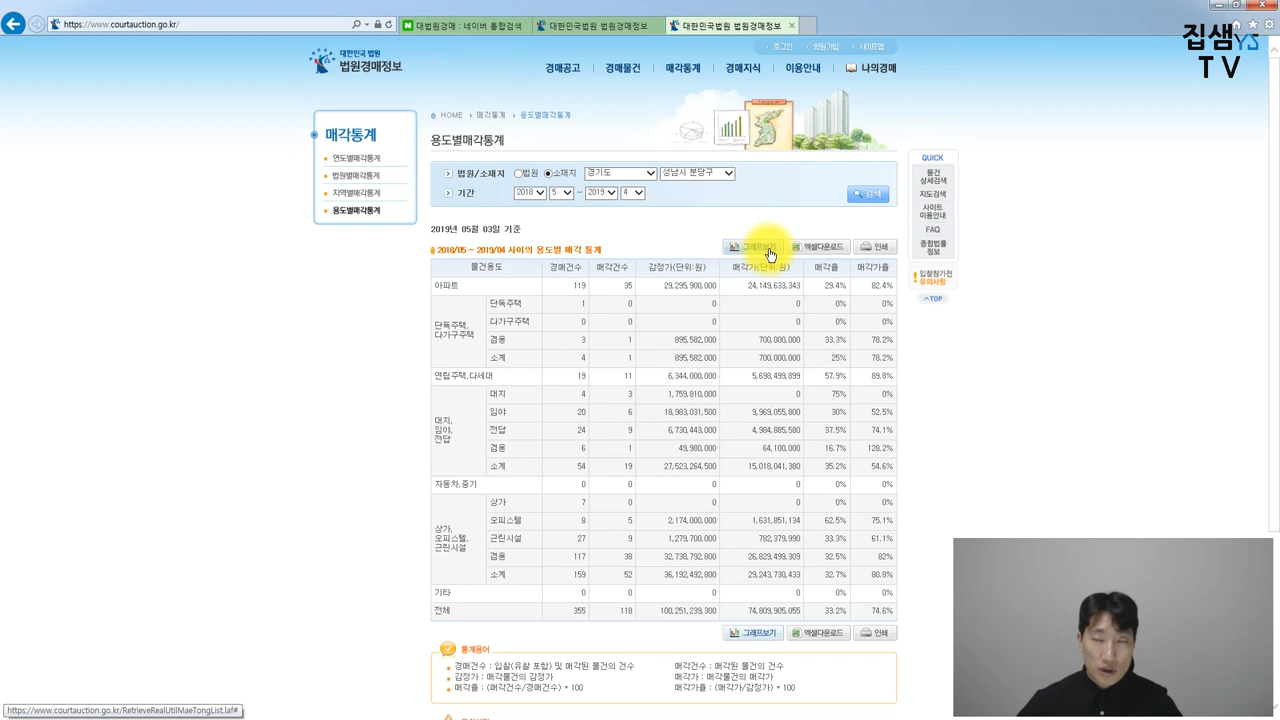 https://www.courtauction.go.kr/
대법원경매 : 네이버 통합검색
대한민국법원 법원경매정보
대한민국법원 법원경매정보
집샘YS
TV
대한민국 법원
법원경매정보
로그인 회원가입 사이트맵
경매공고 경매물건 매각통계 경매지식 이용안내 나의경매
매각통계
연도별매각통계
법원별매각통계
지역별매각통계
용도별매각통계
HOME 매각통계 용도별매각통계
용도별매각통계
법원/소재지 법원 소재지 경기도 성남시 분당구
기간 2018 5 ~ 2019 4 검색
QUICK
물건
상세검색
지도검색
사이트
이용안내
FAQ
종합법률
정보
입찰참가전
유의사항
TOP
2019년 05월 03일 기준
2018/05 ~ 2019/04 사이의 용도별 매각 통계
그래프보기 엑셀다운로드 인쇄
물건용도 경매건수 매각건수 감정가(단위:원) 매각가(단위:원) 매각율 매각가율
아파트 119 35 29,295,900,000 24,149,633,343 29.4% 82.4%
단독주택,
다가구주택
단독주택 1 0 0 0 0% 0%
다가구주택 0 0 0 0 0% 0%
겸용 3 1 895,582,000 700,000,000 33.3% 78.2%
소계 4 1 895,582,000 700,000,000 25% 78.2%
연립주택,다세대 19 11 6,344,000,000 5,698,499,899 57.9% 89.8%
대지,
임야,
전답
대지 4 3 1,759,810,000 0 75% 0%
임야 20 6 18,983,031,500 9,969,055,800 30% 52.5%
전답 24 9 6,730,443,000 4,984,885,580 37.5% 74.1%
겸용 6 1 49,980,000 64,100,000 16.7% 128.2%
소계 54 19 27,523,264,500 15,018,041,380 35.2% 54.6%
자동차,중기 0 0 0 0 0% 0%
상가,
오피스텔,
근린시설
상가 7 0 0 0 0% 0%
오피스텔 8 5 2,174,000,000 1,631,851,134 62.5% 75.1%
근린시설 27 9 1,279,700,000 782,379,990 33.3% 61.1%
겸용 117 38 32,738,792,800 26,829,499,309 32.5% 82%
소계 159 52 36,192,492,800 29,243,730,433 32.7% 80.8%
기타 0 0 0 0 0% 0%
전체 355 118 100,251,239,300 74,809,905,055 33.2% 74.6%
그래프보기 엑셀다운로드 인쇄
통계용어
경매건수 : 입찰(유찰 포함) 및 매각된 물건의 건수 매각건수 : 매각된 물건의 건수
감정가 : 매각물건의 감정가 매각가 : 매각물건의 매각가
매각율 : (매각건수/경매건수) * 100 매각가율 : (매각가/감정가) * 100
https://www.courtauction.go.kr/RetrieveRealUtilMaeTongList.laf#